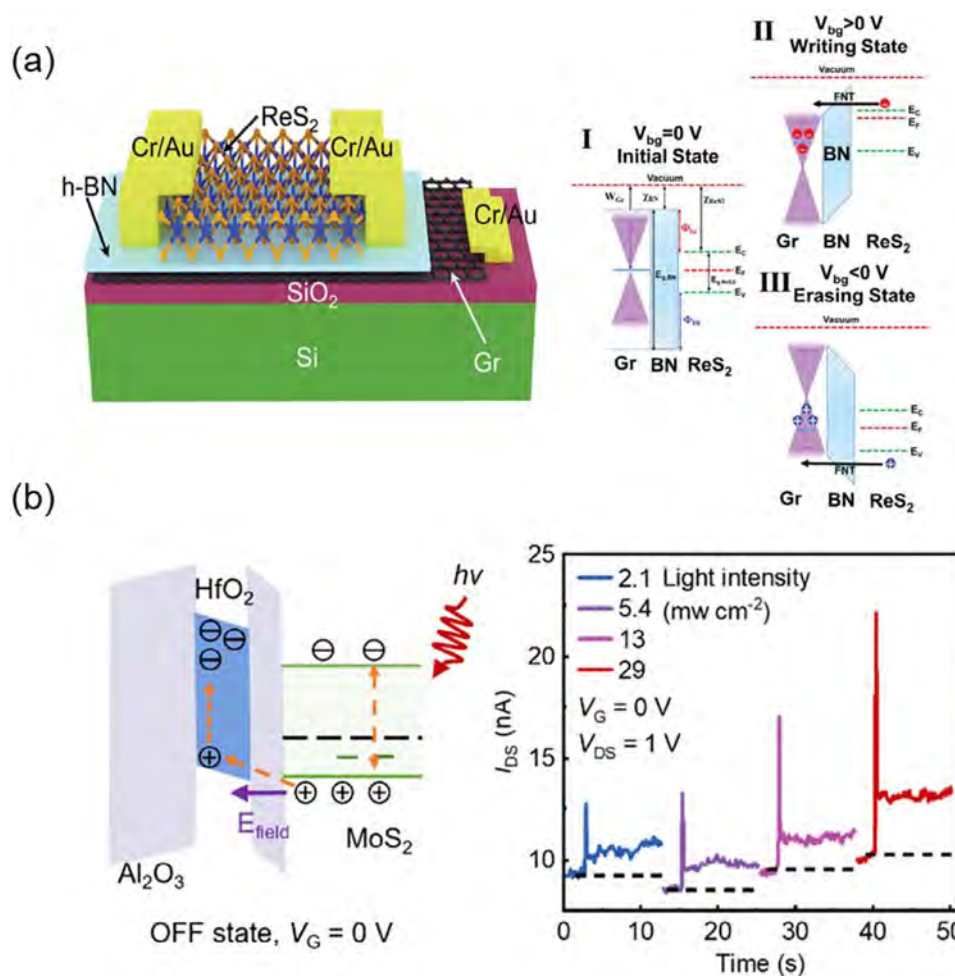 (a)
ReS2
Cr/Au
Cr/Au
h-BN
Cr/Au
SiO2
Si
Gr
I
Vbg=0 V
Initial State
Vacuum
WGr
χBN
χReS2
EC
EF
EV
Eg,BN
Eg,ReS2
Gr
BN
ReS2
II
Vbg>0 V
Writing State
Vacuum
FNT
EC
EF
EV
BN
Gr
BN
ReS2
III
Vbg<0 V
Erasing State
Vacuum
EC
EF
EV
FNT
Gr
BN
ReS2
(b)
HfO2
hv
Efield
MoS2
Al2O3
OFF state, VG = 0 V
25
20
15
10
IDS (nA)
2.1 Light intensity
5.4 (mw cm-2)
13
29
VG = 0 V
VDS = 1 V
0 10 20 30 40 50
Time (s)